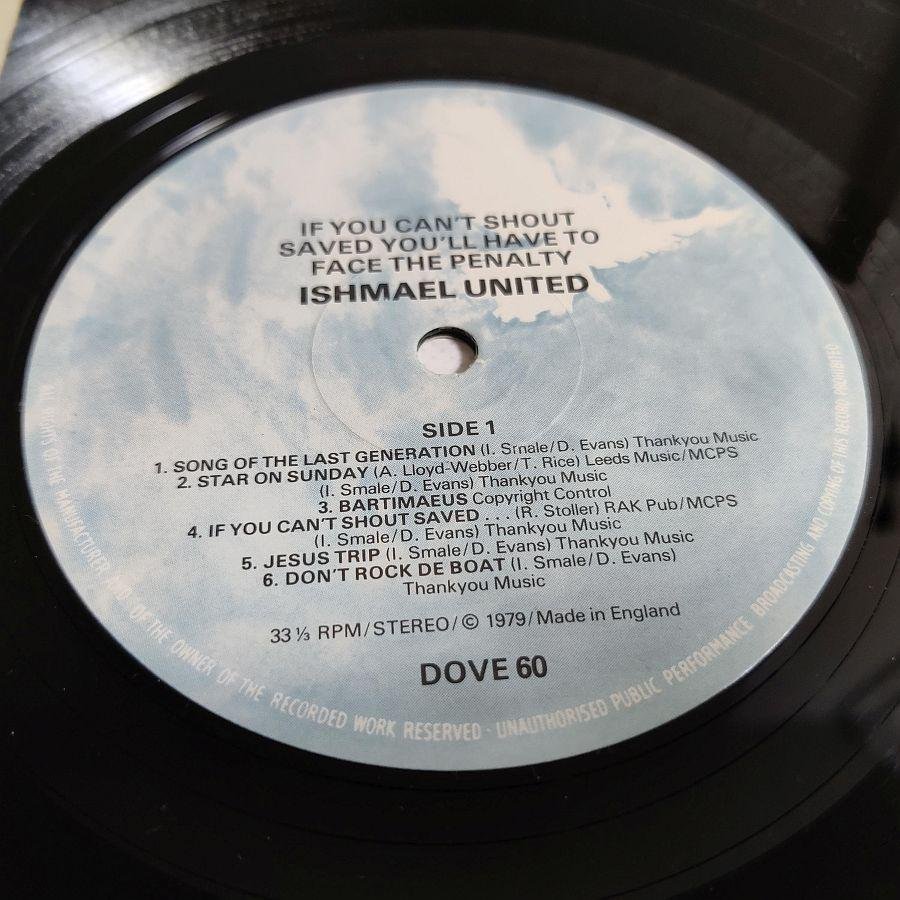 IF YOU CAN'T SHOUT
SAVED YOU'LL HAVE TO
FACE THE PENALTY
ISHMAEL UNITED
SIDE 1
1. SONG OF THE LAST GENERATION (I. Smale/D. Evans) Thankyou Music
2. STAR ON SUNDAY (A. Lloyd-Webber/T. Rice) Leeds Music/MCPS
(I. Smale/D. Evans) Thankyou Music
3. BARTIMAEUS Copyright Control
4. IF YOU CAN'T SHOUT SAVED . . . (R. Stoller) RAK Pub/MCPS
(I. Smale/D. Evans) Thankyou Music
5. JESUS TRIP (I. Smale/D. Evans) Thankyou Music
6. DON'T ROCK DE BOAT (I. Smale/D. Evans)
Thankyou Music
33 ⅓ RPM/STEREO/© 1979/Made in England
DOVE 60
ALL RIGHTS OF THE MANUFACTURER AND OF THE OWNER OF THE RECORDED WORK RESERVED · UNAUTHORISED PUBLIC PERFORMANCE BROADCASTING AND COPYING OF THIS RECORD PROHIBITED